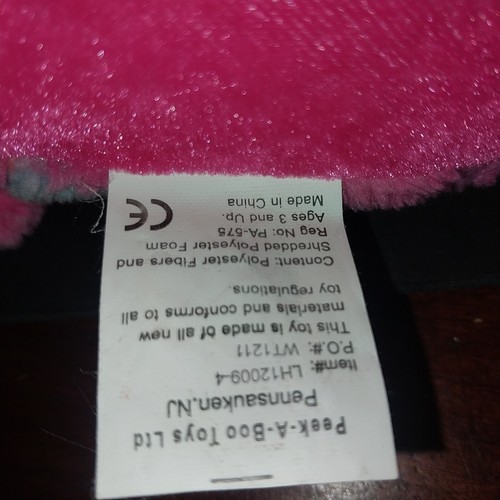 Peek-A-Boo Toys Ltd
Pennsauken,NJ
Item#: LH12009-4
P.O.#: WT1211
This toy is made of all new
materials and conforms to all
toy regulations.
Content: Polyester Fibers and
Shredded Polyester Foam
Reg No: PA-575
Ages 3 and Up.
Made in China
CE